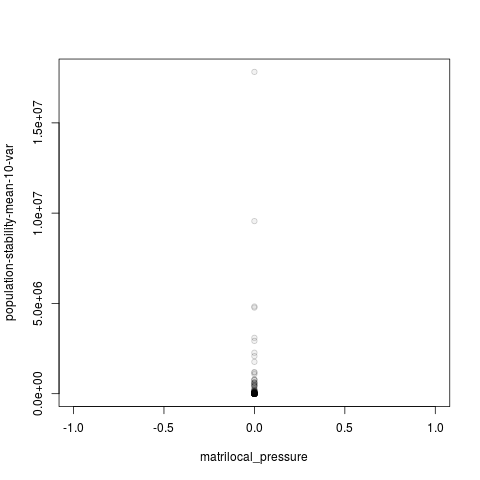 population-stability-mean-10-var
1.5e+07
1.0e+07
5.0e+06
0.0e+00
-1.0
-0.5
0.0
0.5
1.0
matrilocal_pressure